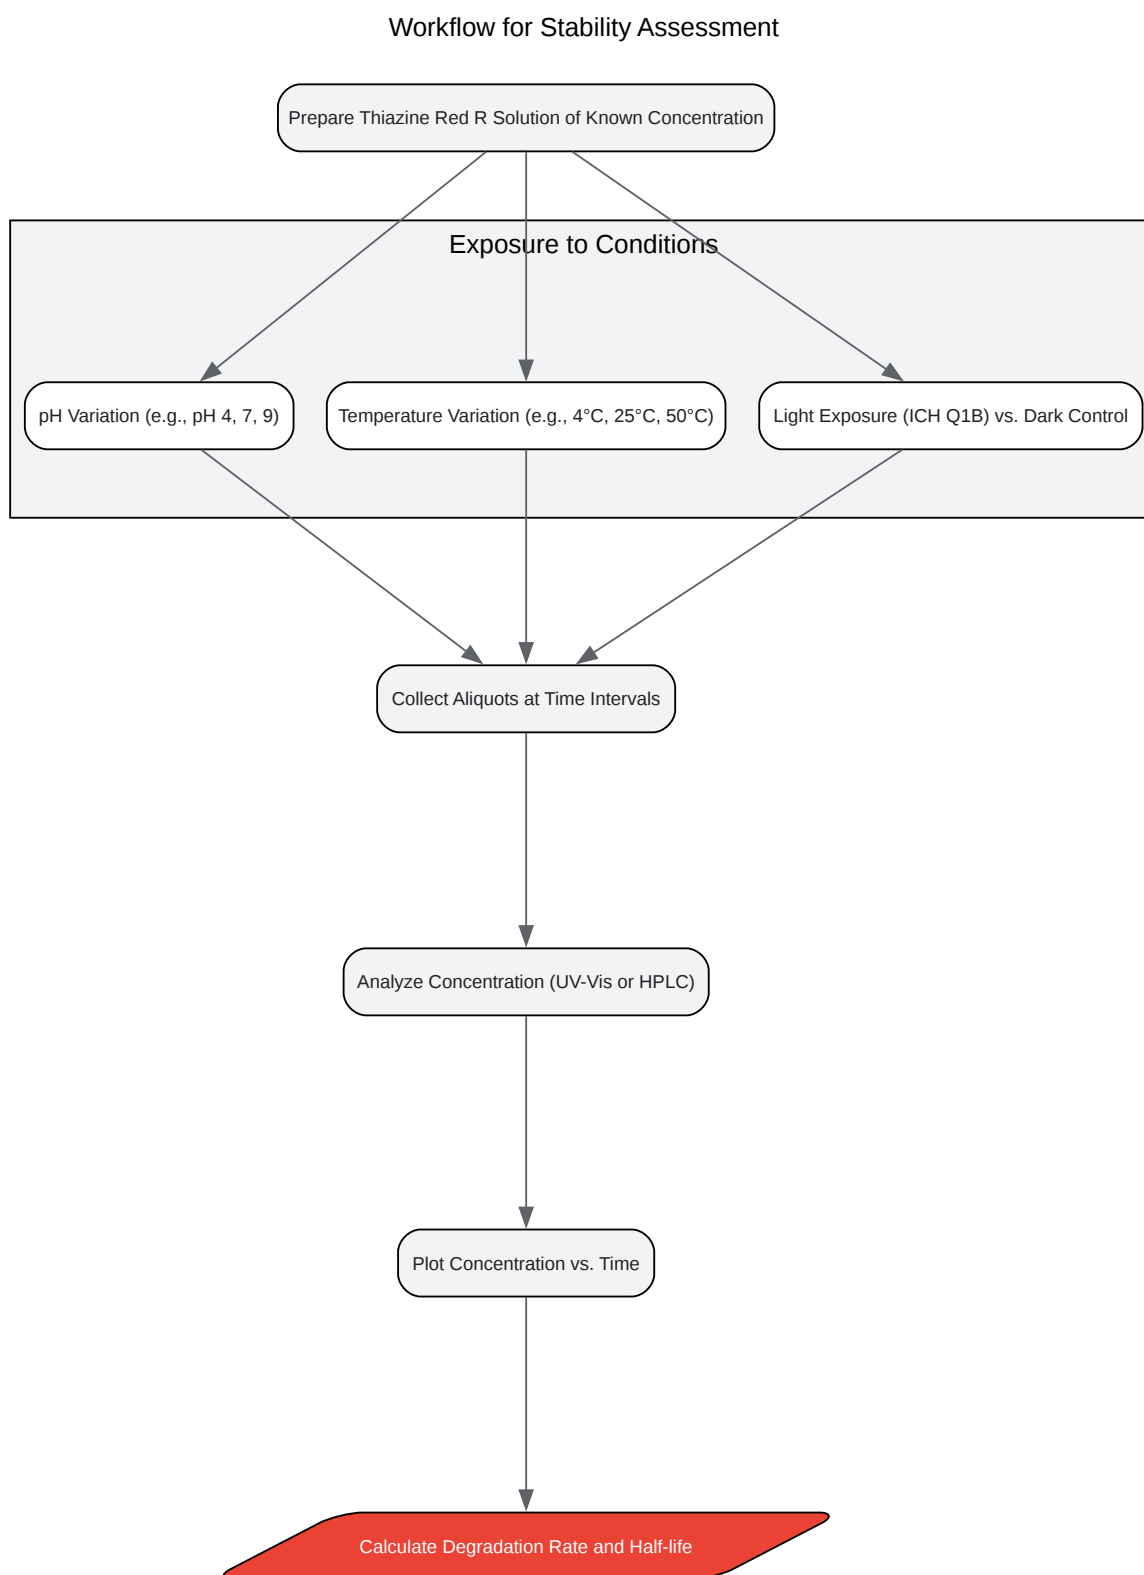 Workflow for Stability Assessment
Prepare Thiazine Red R Solution of Known Concentration
Exposure to Conditions
pH Variation (e.g., pH 4, 7, 9)
Temperature Variation (e.g., 4°C, 25°C, 50°C)
Light Exposure (ICH Q1B) vs. Dark Control
Collect Aliquots at Time Intervals
Analyze Concentration (UV-Vis or HPLC)
Plot Concentration vs. Time
Calculate Degradation Rate and Half-life